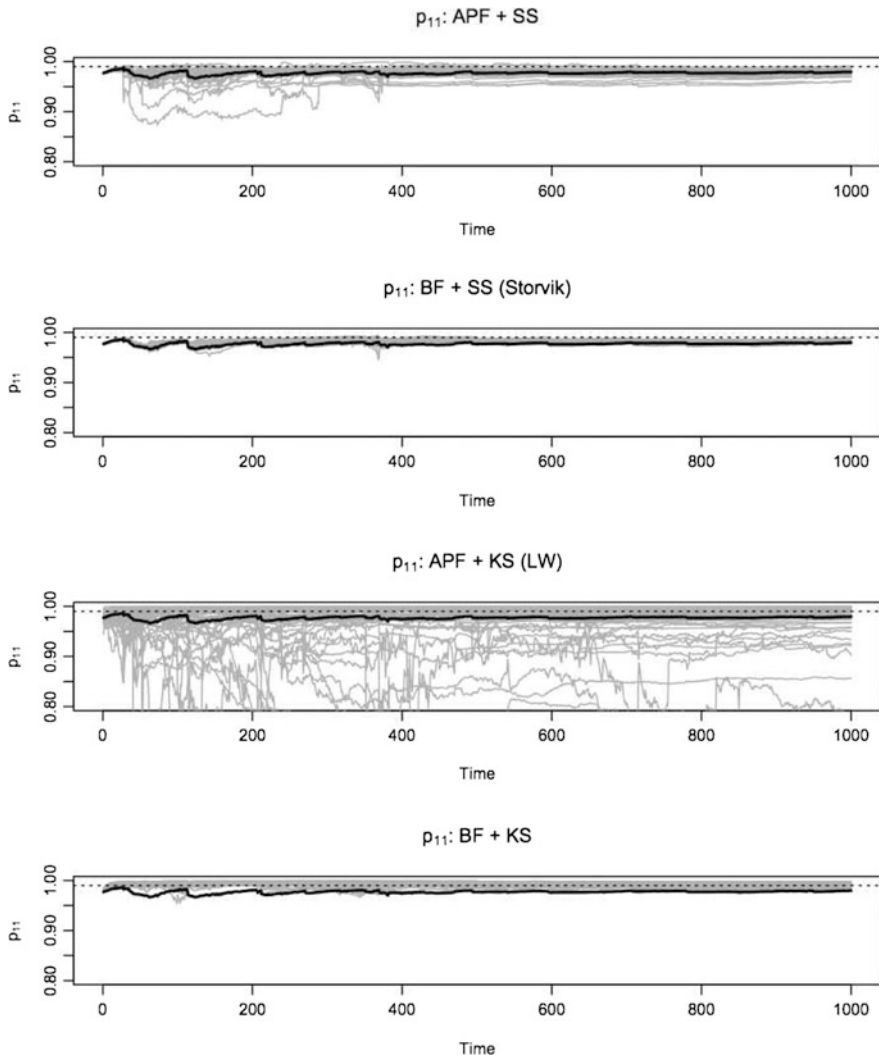 p₁₁: APF + SS
1.00
0.90
0.80
p₁₁
0 200 400 600 800 1000
Time
p₁₁: BF + SS (Storvik)
1.00
0.90
0.80
p₁₁
0 200 400 600 800 1000
Time
p₁₁: APF + KS (LW)
1.00
0.90
0.80
p₁₁
0 200 400 600 800 1000
Time
p₁₁: BF + KS
1.00
0.90
0.80
p₁₁
0 200 400 600 800 1000
Time